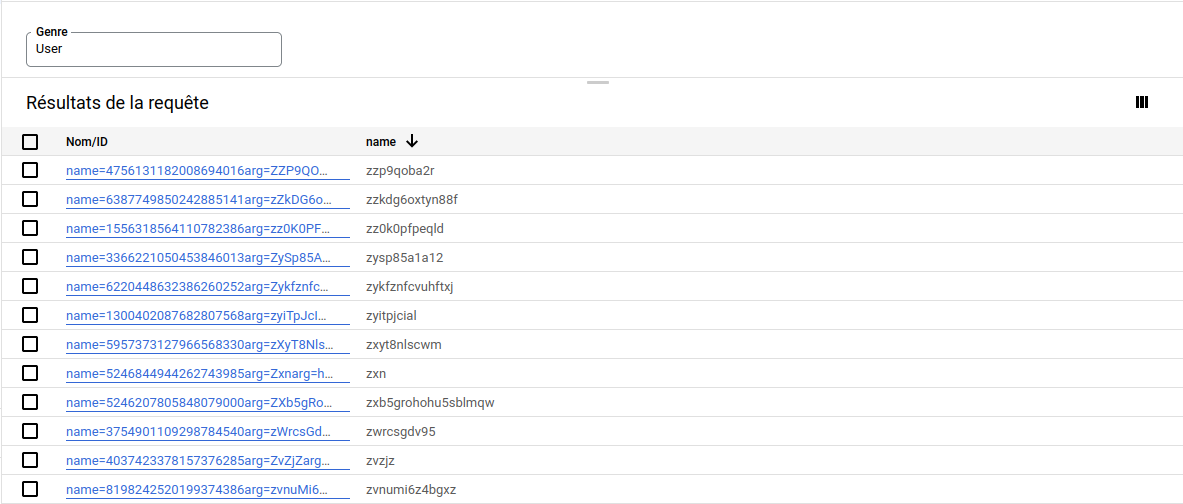 Genre
User
Résultats de la requête
Nom/ID name
name=4756131182008694016arg=ZZP9QO... zzp9qoba2r
name=6387749850242885141arg=zZkDG6o... zzkdg6oxtyn88f
name=1556318564110782386arg=zz0K0PF... zz0k0pfpeqld
name=3366221050453846013arg=ZySp85A... zysp85a1a12
name=6220448632386260252arg=Zykfznfc... zykfznfcvuhftxj
name=1300402087682807568arg=zyiTpJcI... zyitpjcial
name=5957373127966568330arg=zXyT8Nls... zxyt8nlscwm
name=5246844944262743985arg=Zxnarg=h... zxn
name=5246207805848079000arg=ZXb5gRo... zxb5grohohu5sblmqw
name=3754901109298784540arg=zWrcsGd... zwrcsgdv95
name=4037423378157376285arg=ZvZjZarg... zvzjz
name=8198242520199374386arg=zvnuMi6... zvnumi6z4bgxz